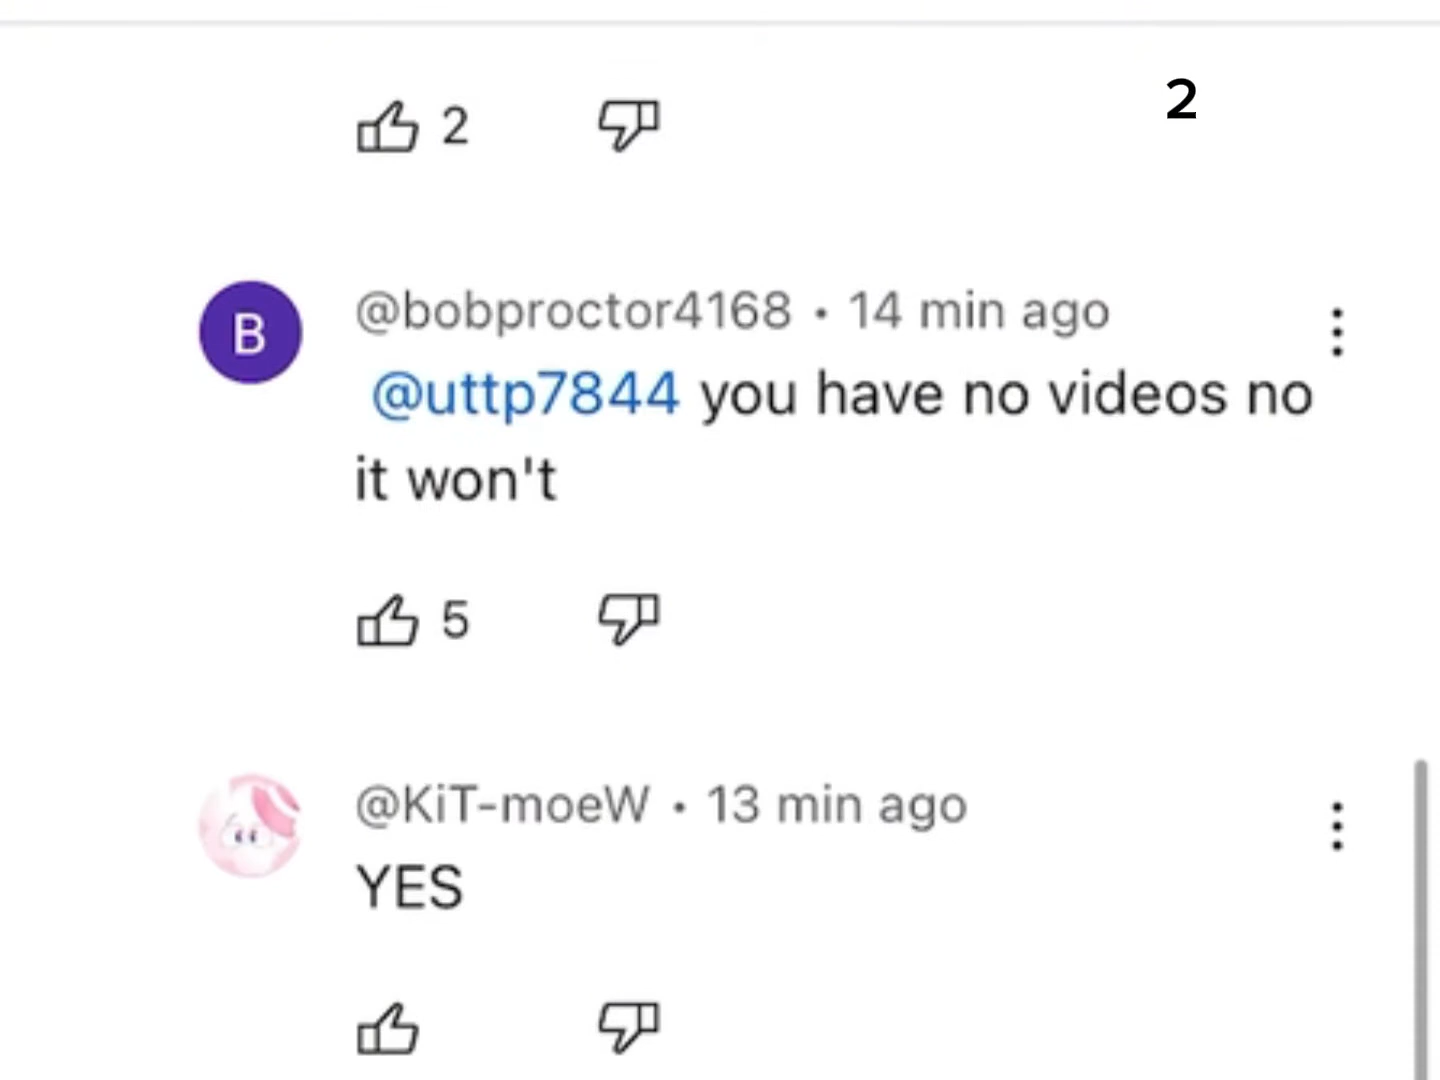 2
2
B
@bobproctor4168 • 14 min ago
@uttp7844 you have no videos no
it won't
5
@KiT-moeW • 13 min ago
YES